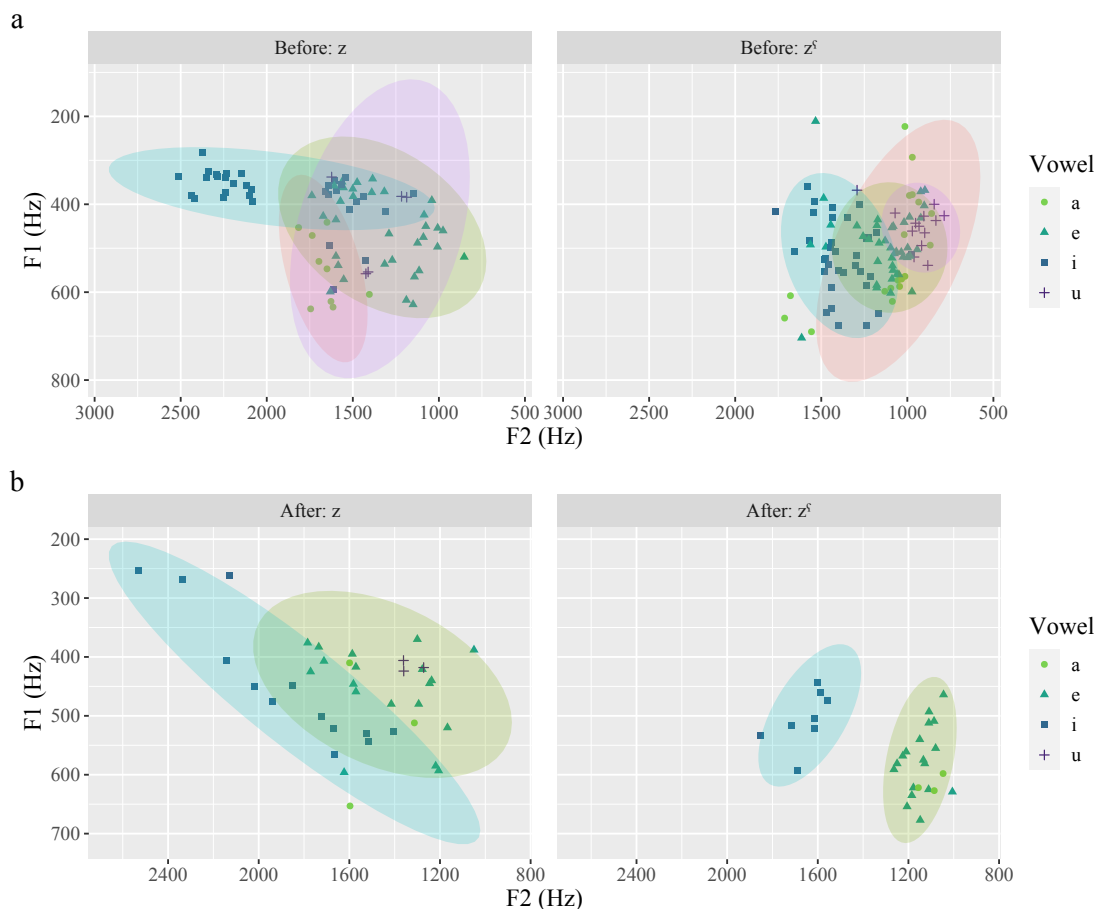 a
Before: z
Before: zˤ
200
400
600
800
F1 (Hz)
3000 2500 2000 1500 1000 500
3000 2500 2000 1500 1000 500
F2 (Hz)
Vowel
a
e
i
u
b
After: z
After: zˤ
200
300
400
500
600
700
F1 (Hz)
2400 2000 1600 1200 800
2400 2000 1600 1200 800
F2 (Hz)
Vowel
a
e
i
u